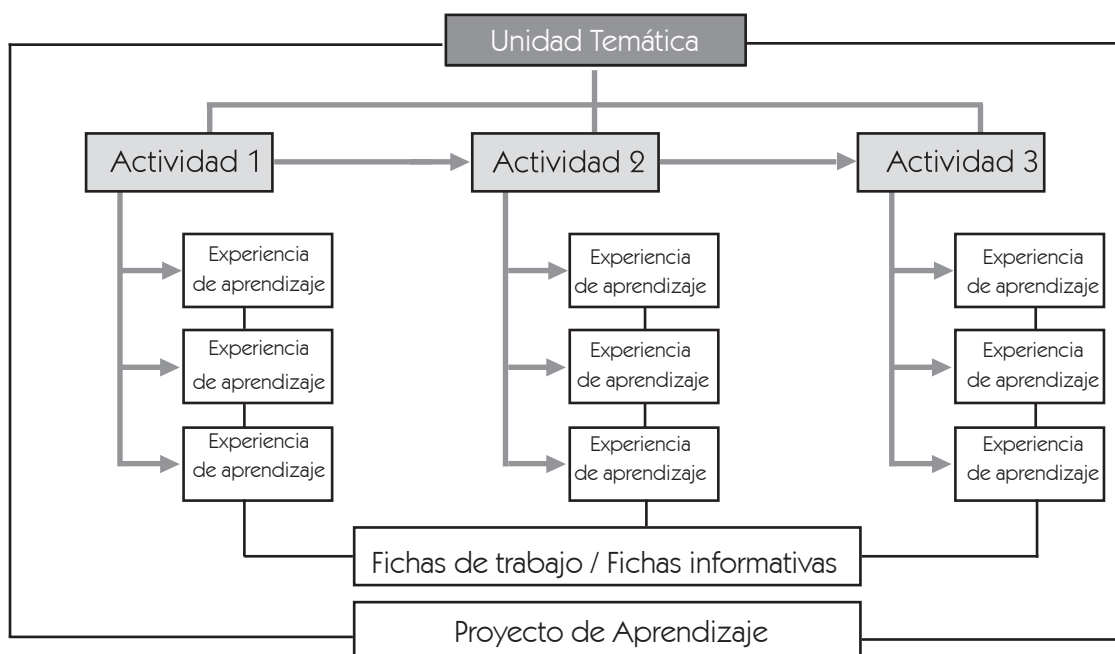 Unidad Temática
Actividad 1
Actividad 2
Actividad 3
Experiencia
de aprendizaje
Experiencia
de aprendizaje
Experiencia
de aprendizaje
Experiencia
de aprendizaje
Experiencia
de aprendizaje
Experiencia
de aprendizaje
Experiencia
de aprendizaje
Experiencia
de aprendizaje
Experiencia
de aprendizaje
Fichas de trabajo / Fichas informativas
Proyecto de Aprendizaje